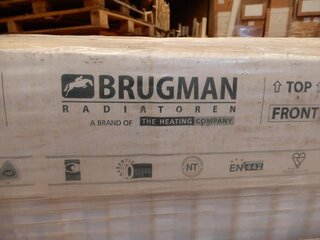 BRUGMAN
RADIATOREN
A BRAND OF THE HEATING COMPANY
⇧ TOP ⇧
FRONT
NT
EN 442